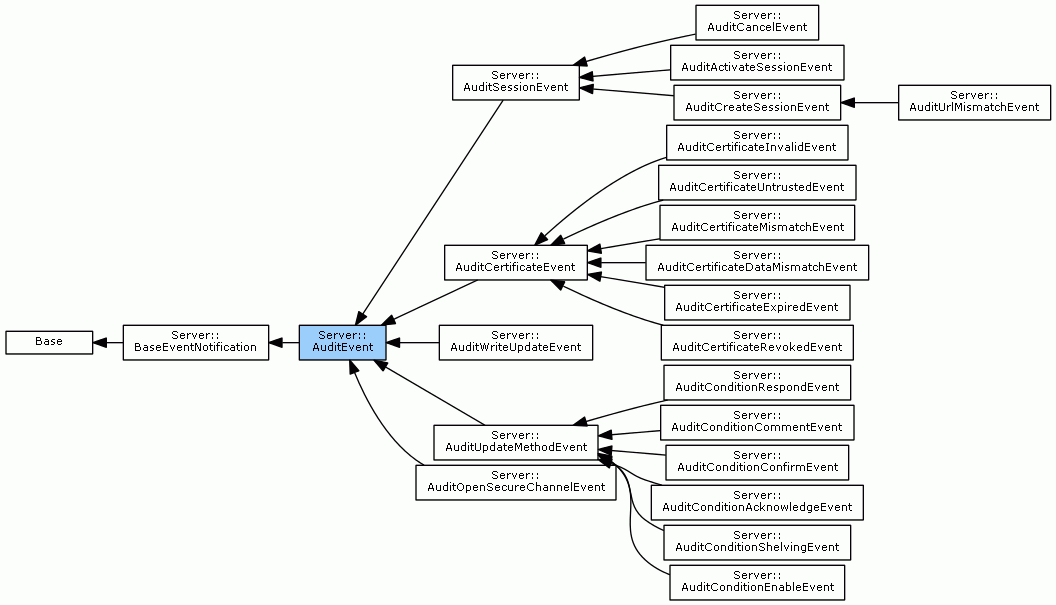 Server::
AuditCancelEvent
Server::
AuditActivateSessionEvent
Server::
AuditSessionEvent
Server::
AuditCreateSessionEvent
Server::
AuditUrlMismatchEvent
Server::
AuditCertificateInvalidEvent
Server::
AuditCertificateUntrustedEvent
Server::
AuditCertificateMismatchEvent
Server::
AuditCertificateEvent
Server::
AuditCertificateDataMismatchEvent
Server::
AuditCertificateExpiredEvent
Base
Server::
BaseEventNotification
Server::
AuditEvent
Server::
AuditWriteUpdateEvent
Server::
AuditCertificateRevokedEvent
Server::
AuditConditionRespondEvent
Server::
AuditConditionCommentEvent
Server::
AuditUpdateMethodEvent
Server::
AuditConditionConfirmEvent
Server::
AuditOpenSecureChannelEvent
Server::
AuditConditionAcknowledgeEvent
Server::
AuditConditionShelvingEvent
Server::
AuditConditionEnableEvent